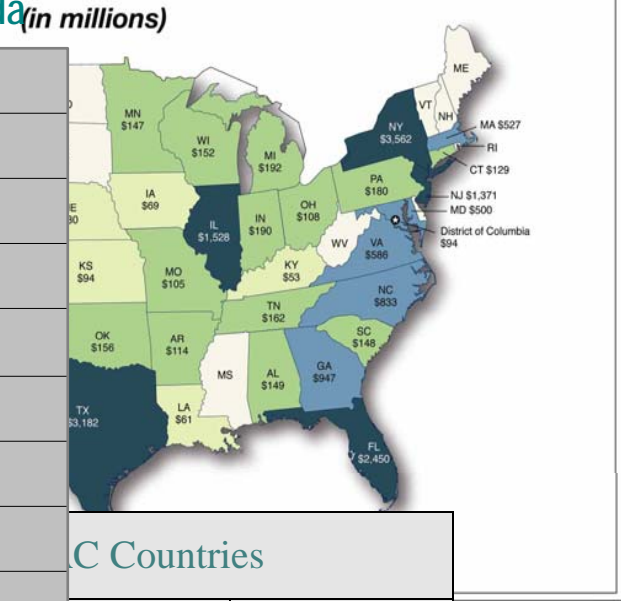 la (in millions)
ME
VT
NH
MA $527
RI
CT $129
NY
$3,562
NJ $1,371
MD $500
District of Columbia
$94
MN
$147
WI
$152
MI
$192
PA
$180
IA
$69
IL
$1,528
IN
$190
OH
$108
WV
VA
$586
KS
$94
MO
$105
KY
$53
NC
$833
TN
$162
OK
$156
AR
$114
SC
$148
MS
AL
$149
GA
$947
LA
$61
TX
$3,182
FL
$2,450
C Countries